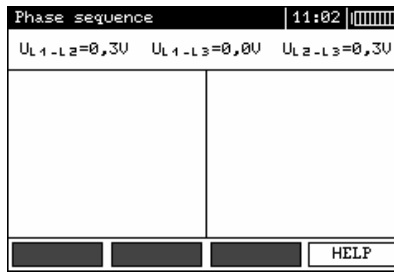 Phase sequence 11:02
UL1-L2=0,3V UL1-L3=0,0V UL2-L3=0,3V
HELP